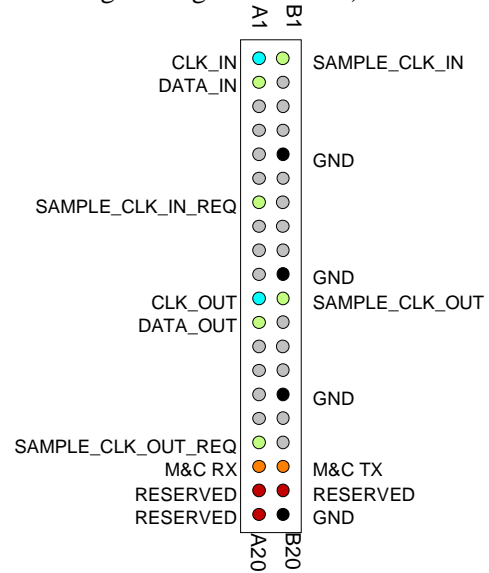 A1 B1
CLK_IN SAMPLE_CLK_IN
DATA_IN
GND
SAMPLE_CLK_IN_REQ
GND
CLK_OUT SAMPLE_CLK_OUT
DATA_OUT
GND
SAMPLE_CLK_OUT_REQ
M&C RX M&C TX
RESERVED RESERVED
RESERVED GND
A20 B20